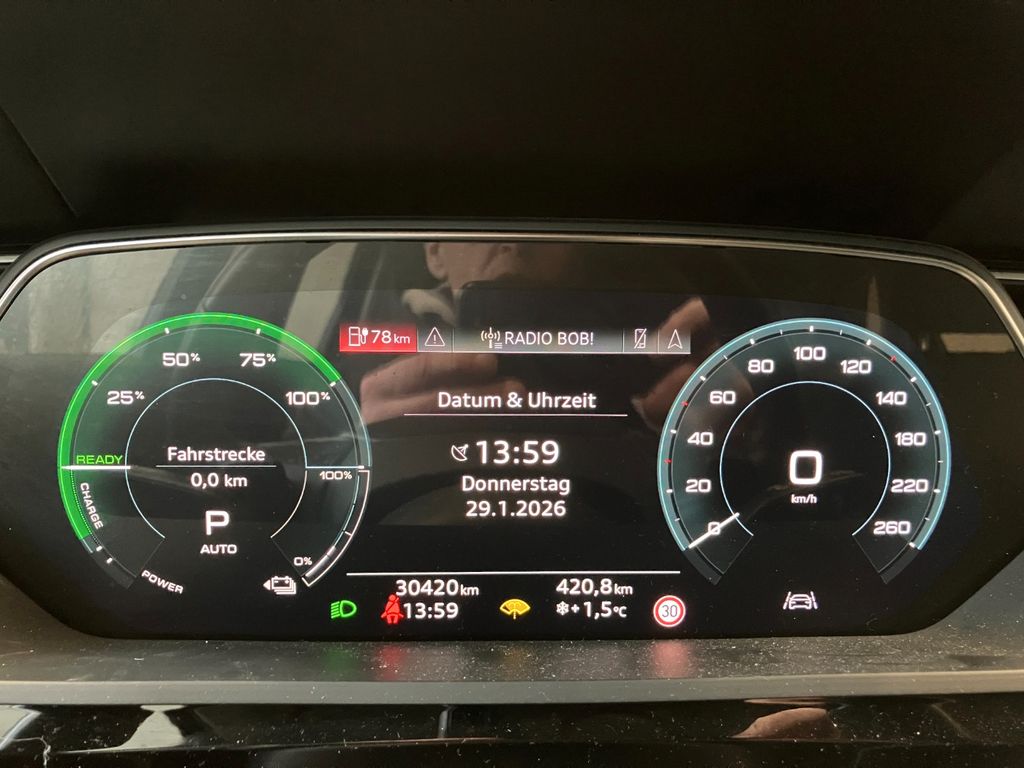 78 km
RADIO BOB!
Datum & Uhrzeit
13:59
Donnerstag
29.1.2026
25%
50%
75%
100%
READY
CHARGE
POWER
Fahrstrecke
0,0 km
P
AUTO
100%
0%
0
20
40
60
80
100
120
140
180
220
260
0
km/h
30420 km
420,8 km
13:59
+1,5 °C
30